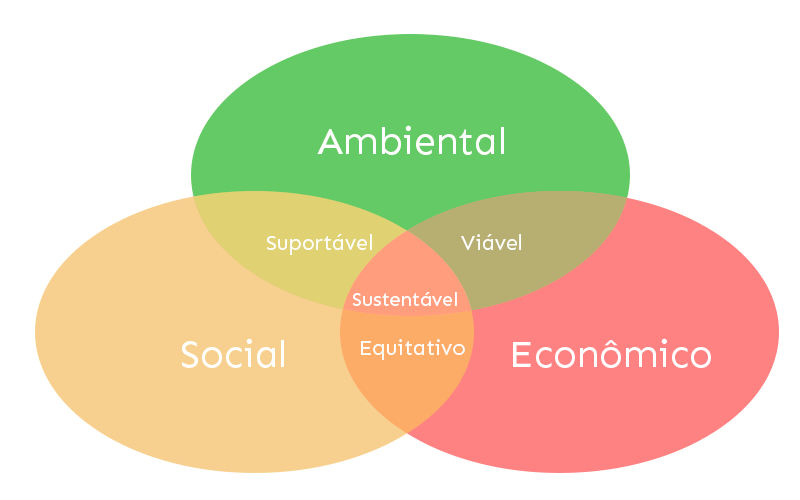 Ambiental
Suportável
Viável
Sustentável
Equitativo
Social
Econômico